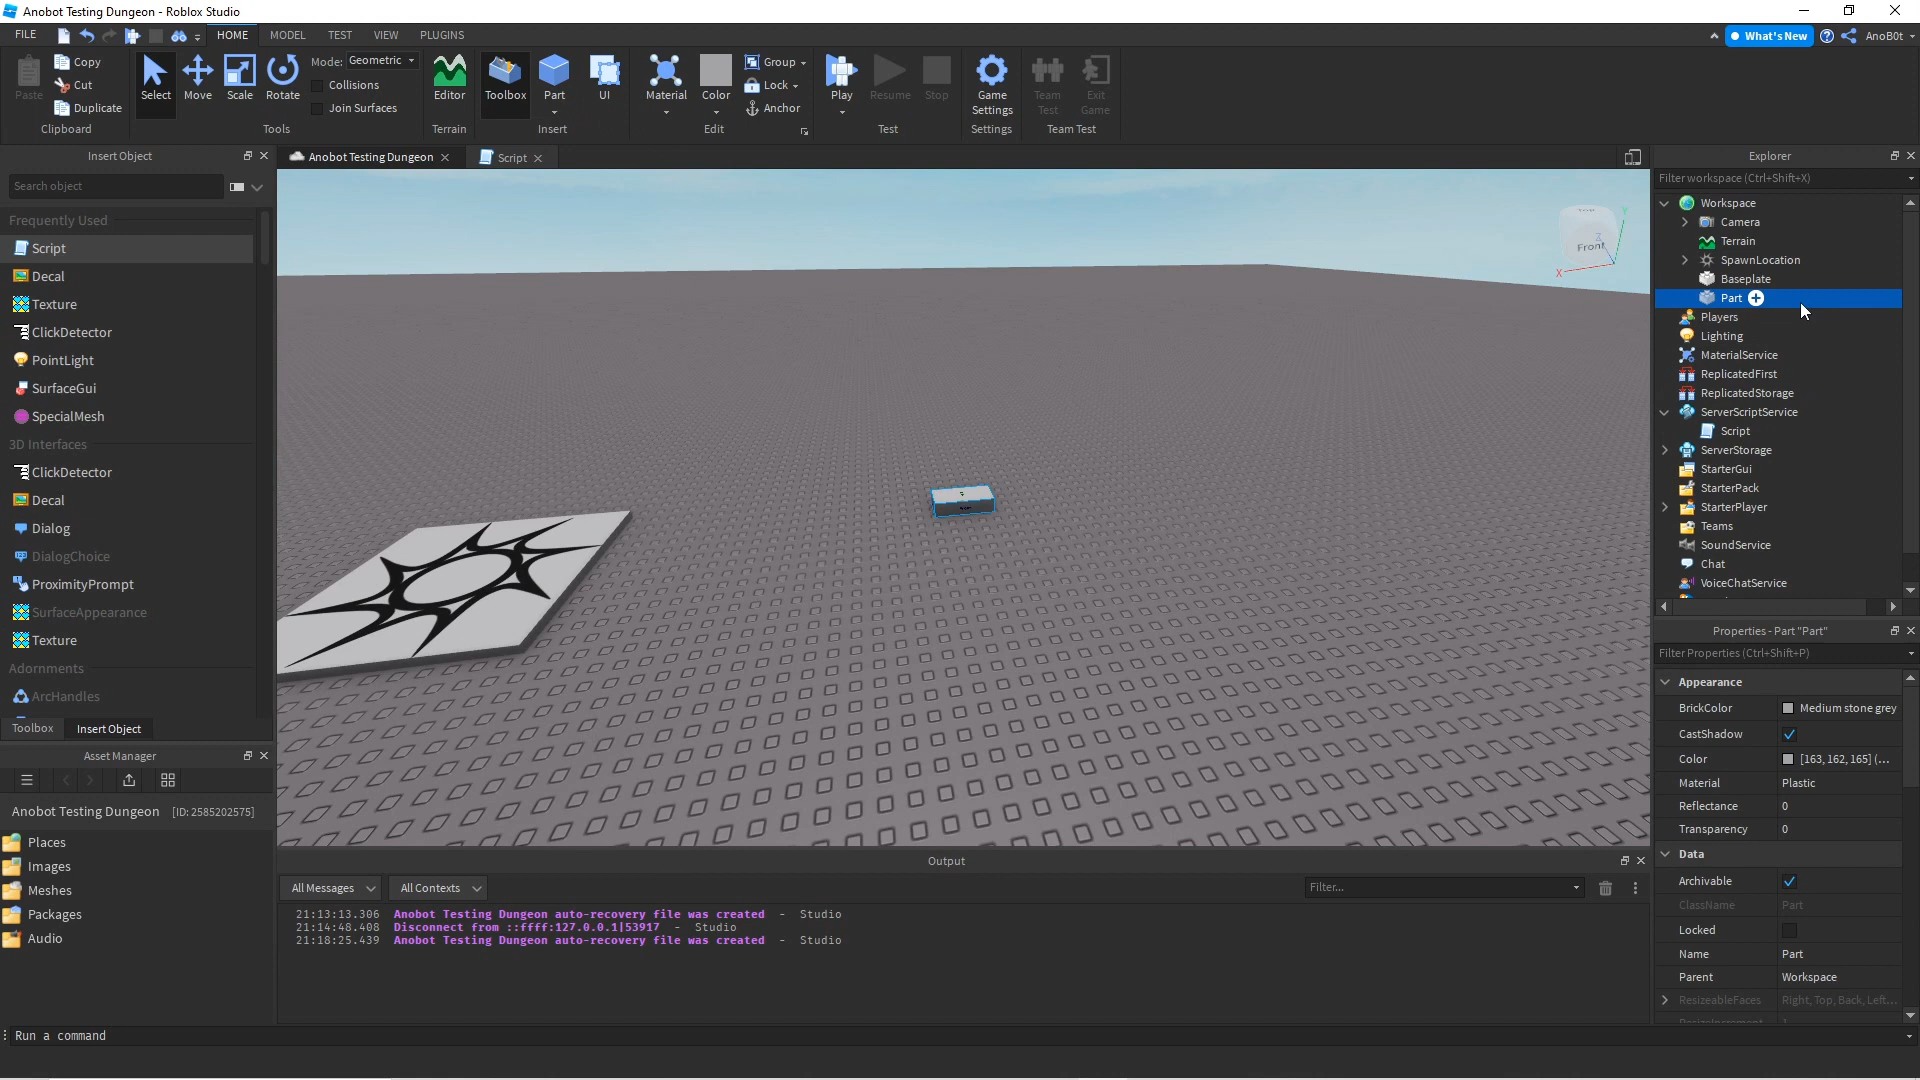 Anobot Testing Dungeon - Roblox Studio
FILE HOME MODEL TEST VIEW PLUGINS What's New AnoB0t
Paste
Copy
Cut
Duplicate
Clipboard
Select
Move
Scale
Rotate
Mode: Geometric
Collisions
Join Surfaces
Tools
Editor
Terrain
Toolbox
Part
UI
Insert
Material
Color
Group
Lock
Anchor
Edit
Play
Resume
Stop
Test
Game
Settings
Settings
Team
Test
Exit
Game
Team Test
Insert Object
Search object
Frequently Used
Script
Decal
Texture
ClickDetector
PointLight
SurfaceGui
SpecialMesh
3D Interfaces
ClickDetector
Decal
Dialog
DialogChoice
ProximityPrompt
SurfaceAppearance
Texture
Adornments
ArcHandles
Toolbox Insert Object
Asset Manager
Anobot Testing Dungeon [ID: 2585202575]
Places
Images
Meshes
Packages
Audio
Anobot Testing Dungeon Script
Front
X
Y
Z
Output
All Messages All Contexts Filter...
21:13:13.306 Anobot Testing Dungeon auto-recovery file was created - Studio
21:14:48.408 Disconnect from ::ffff:127.0.0.1|53917 - Studio
21:18:25.439 Anobot Testing Dungeon auto-recovery file was created - Studio
Run a command
Explorer
Filter workspace (Ctrl+Shift+X)
Workspace
Camera
Terrain
SpawnLocation
Baseplate
Part
Players
Lighting
MaterialService
ReplicatedFirst
ReplicatedStorage
ServerScriptService
Script
ServerStorage
StarterGui
StarterPack
StarterPlayer
Teams
SoundService
Chat
VoiceChatService
Properties - Part "Part"
Filter Properties (Ctrl+Shift+P)
Appearance
BrickColor Medium stone grey
CastShadow
Color [163, 162, 165] (...
Material Plastic
Reflectance 0
Transparency 0
Data
Archivable
ClassName Part
Locked
Name Part
Parent Workspace
ResizeableFaces Right, Top, Back, Left...